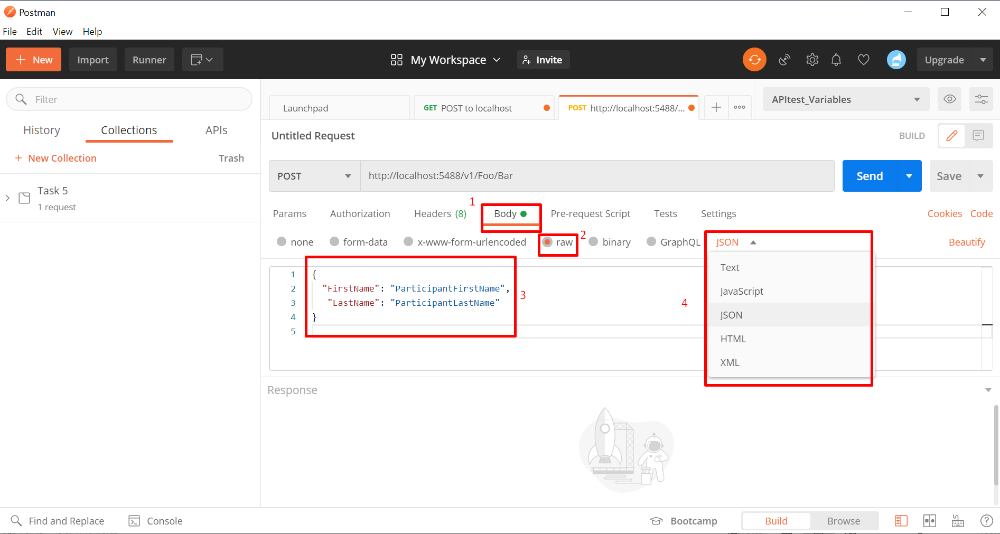 Postman
File Edit View Help
New Import Runner My Workspace Invite Upgrade
Filter
Launchpad GET POST to localhost POST http://localhost:5488/... APItest_Variables
History Collections APIs
Untitled Request BUILD
+ New Collection Trash
POST http://localhost:5488/v1/Foo/Bar Send Save
Task 5
1 request
1
Params Authorization Headers (8) Body Pre-request Script Tests Settings Cookies Code
2
none form-data x-www-form-urlencoded raw binary GraphQL JSON Beautify
1 {
2 "FirstName": "ParticipantFirstName",
3 "LastName": "ParticipantLastName"
4 }
5
3
4
Text
JavaScript
JSON
HTML
XML
Response
Find and Replace Console Bootcamp Build Browse